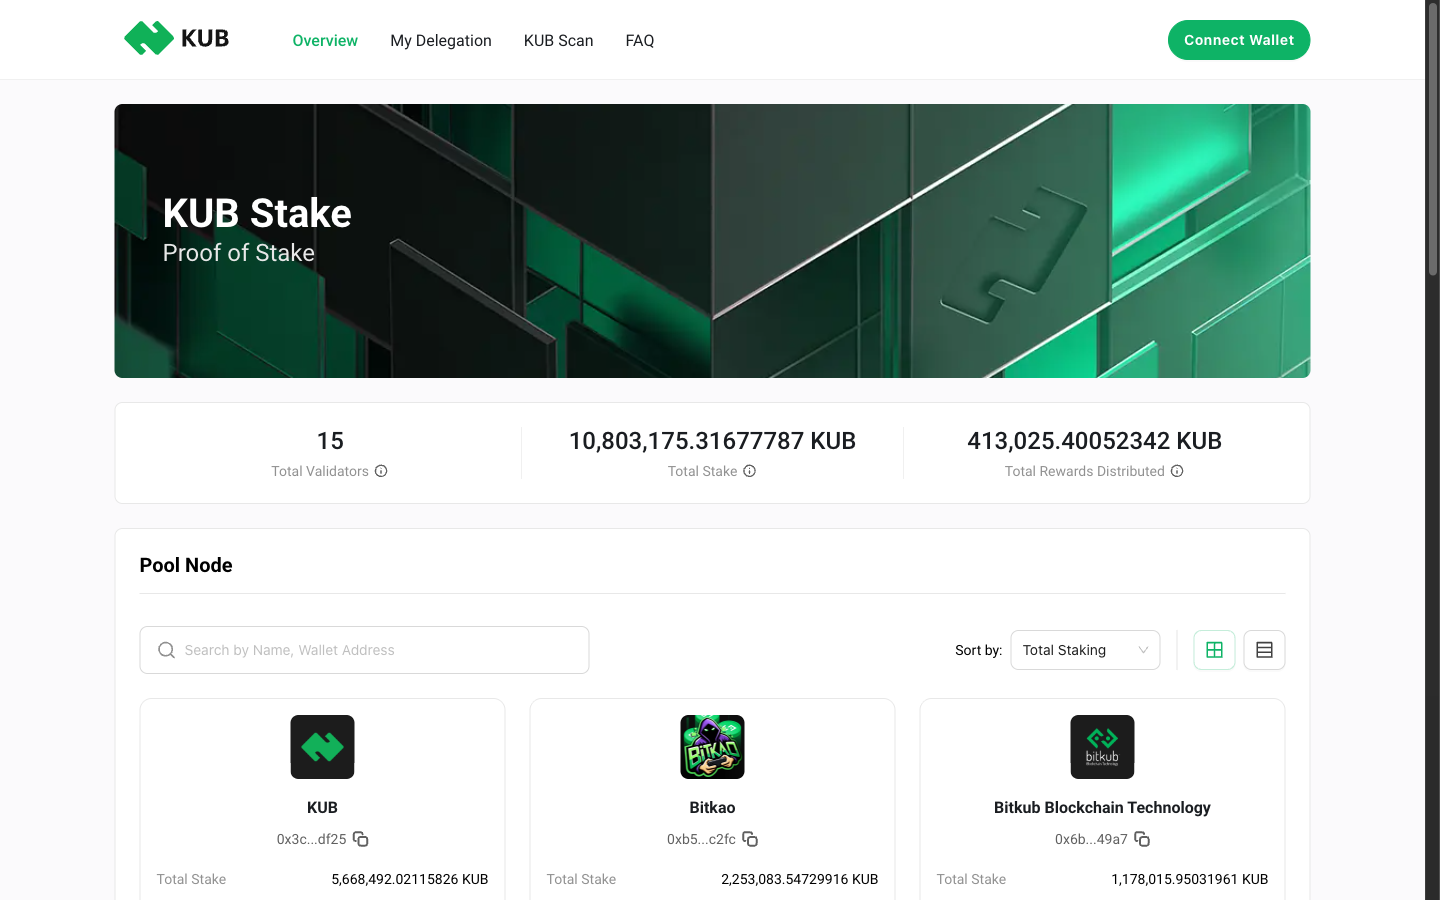 KUB
Overview
My Delegation
KUB Scan
FAQ
Connect Wallet
KUB Stake
Proof of Stake
15
Total Validators
10,803,175.31677787 KUB
Total Stake
413,025.40052342 KUB
Total Rewards Distributed
Pool Node
Search by Name, Wallet Address
Sort by:
Total Staking
KUB
0x3c...df25
Total Stake
5,668,492.02115826 KUB
BITKAO
Bitkao
0xb5...c2fc
Total Stake
2,253,083.54729916 KUB
bitkub
Bitkub Blockchain Technology
0x6b...49a7
Total Stake
1,178,015.95031961 KUB